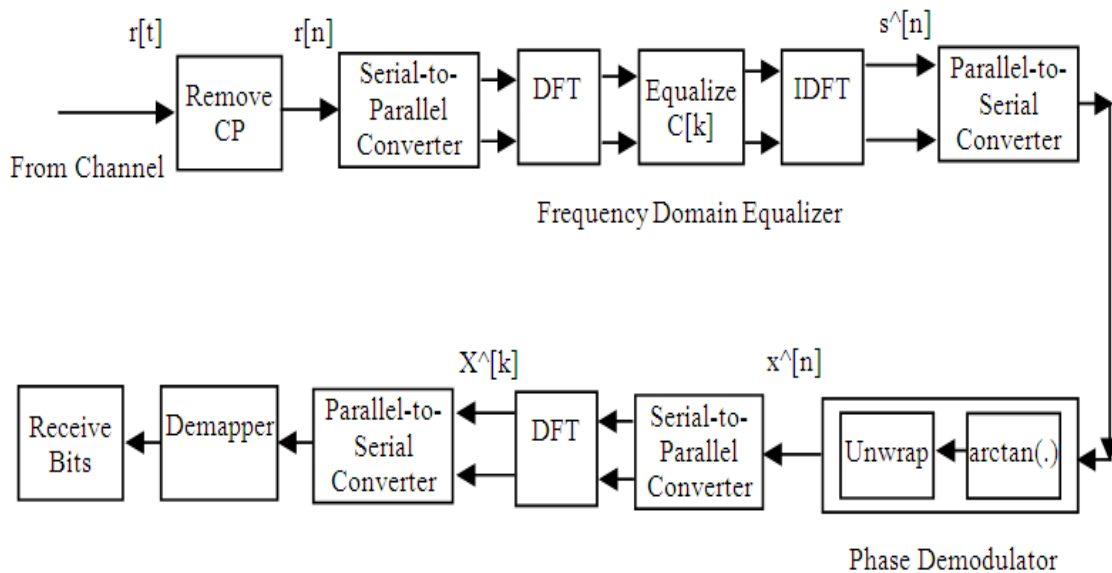 r[t]
r[n]
s^[n]
Remove
CP
Serial-to-
Parallel
Converter
DFT
Equalize
C[k]
IDFT
Parallel-to-
Serial
Converter
From Channel
Frequency Domain Equalizer
X^[k]
x^[n]
Receive
Bits
Demapper
Parallel-to-
Serial
Converter
DFT
Serial-to-
Parallel
Converter
Unwrap
arctan(.)
Phase Demodulator